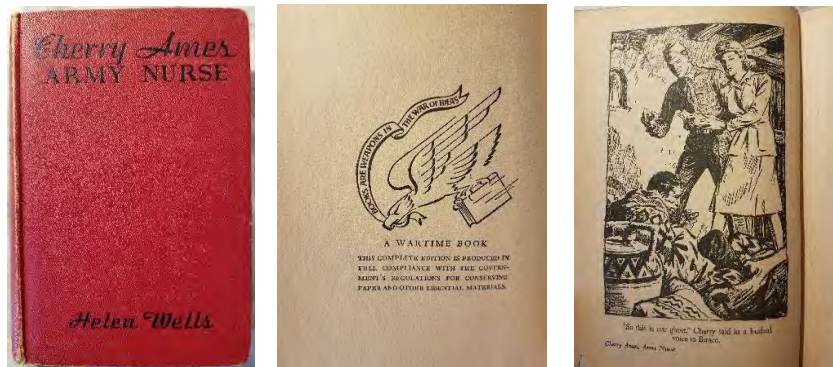 Cherry Ames
ARMY NURSE
Helen Wells
BOOKS ARE WEAPONS IN THE WAR OF IDEAS
A WARTIME BOOK
THIS COMPLETE EDITION IS PRODUCED IN
FULL COMPLIANCE WITH THE GOVERN-
MENT'S REGULATIONS FOR CONSERVING
PAPER AND OTHER ESSENTIAL MATERIALS.
"So this is our ghost," Cherry said in a hushed
voice to Bunce.
Cherry Ames, Army Nurse